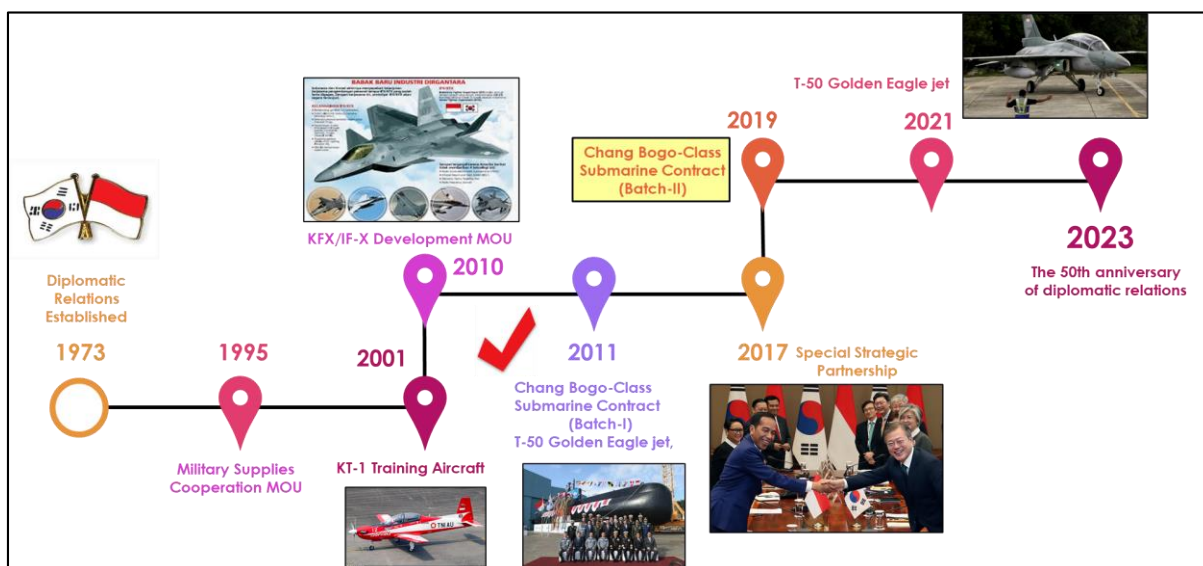 BABAK BARU INDUSTRI DIRGANTARA
T-50 Golden Eagle jet
2019
2021
Chang Bogo-Class
Submarine Contract
(Batch-II)
KFX/IF-X Development MOU
2010
2023
The 50th anniversary
of diplomatic relations
Diplomatic
Relations
Established
1973
1995
2001
2011
2017
Special Strategic
Partnership
Chang Bogo-Class
Submarine Contract
(Batch-I)
T-50 Golden Eagle jet,
Military Supplies
Cooperation MOU
KT-1 Training Aircraft
TNI AU